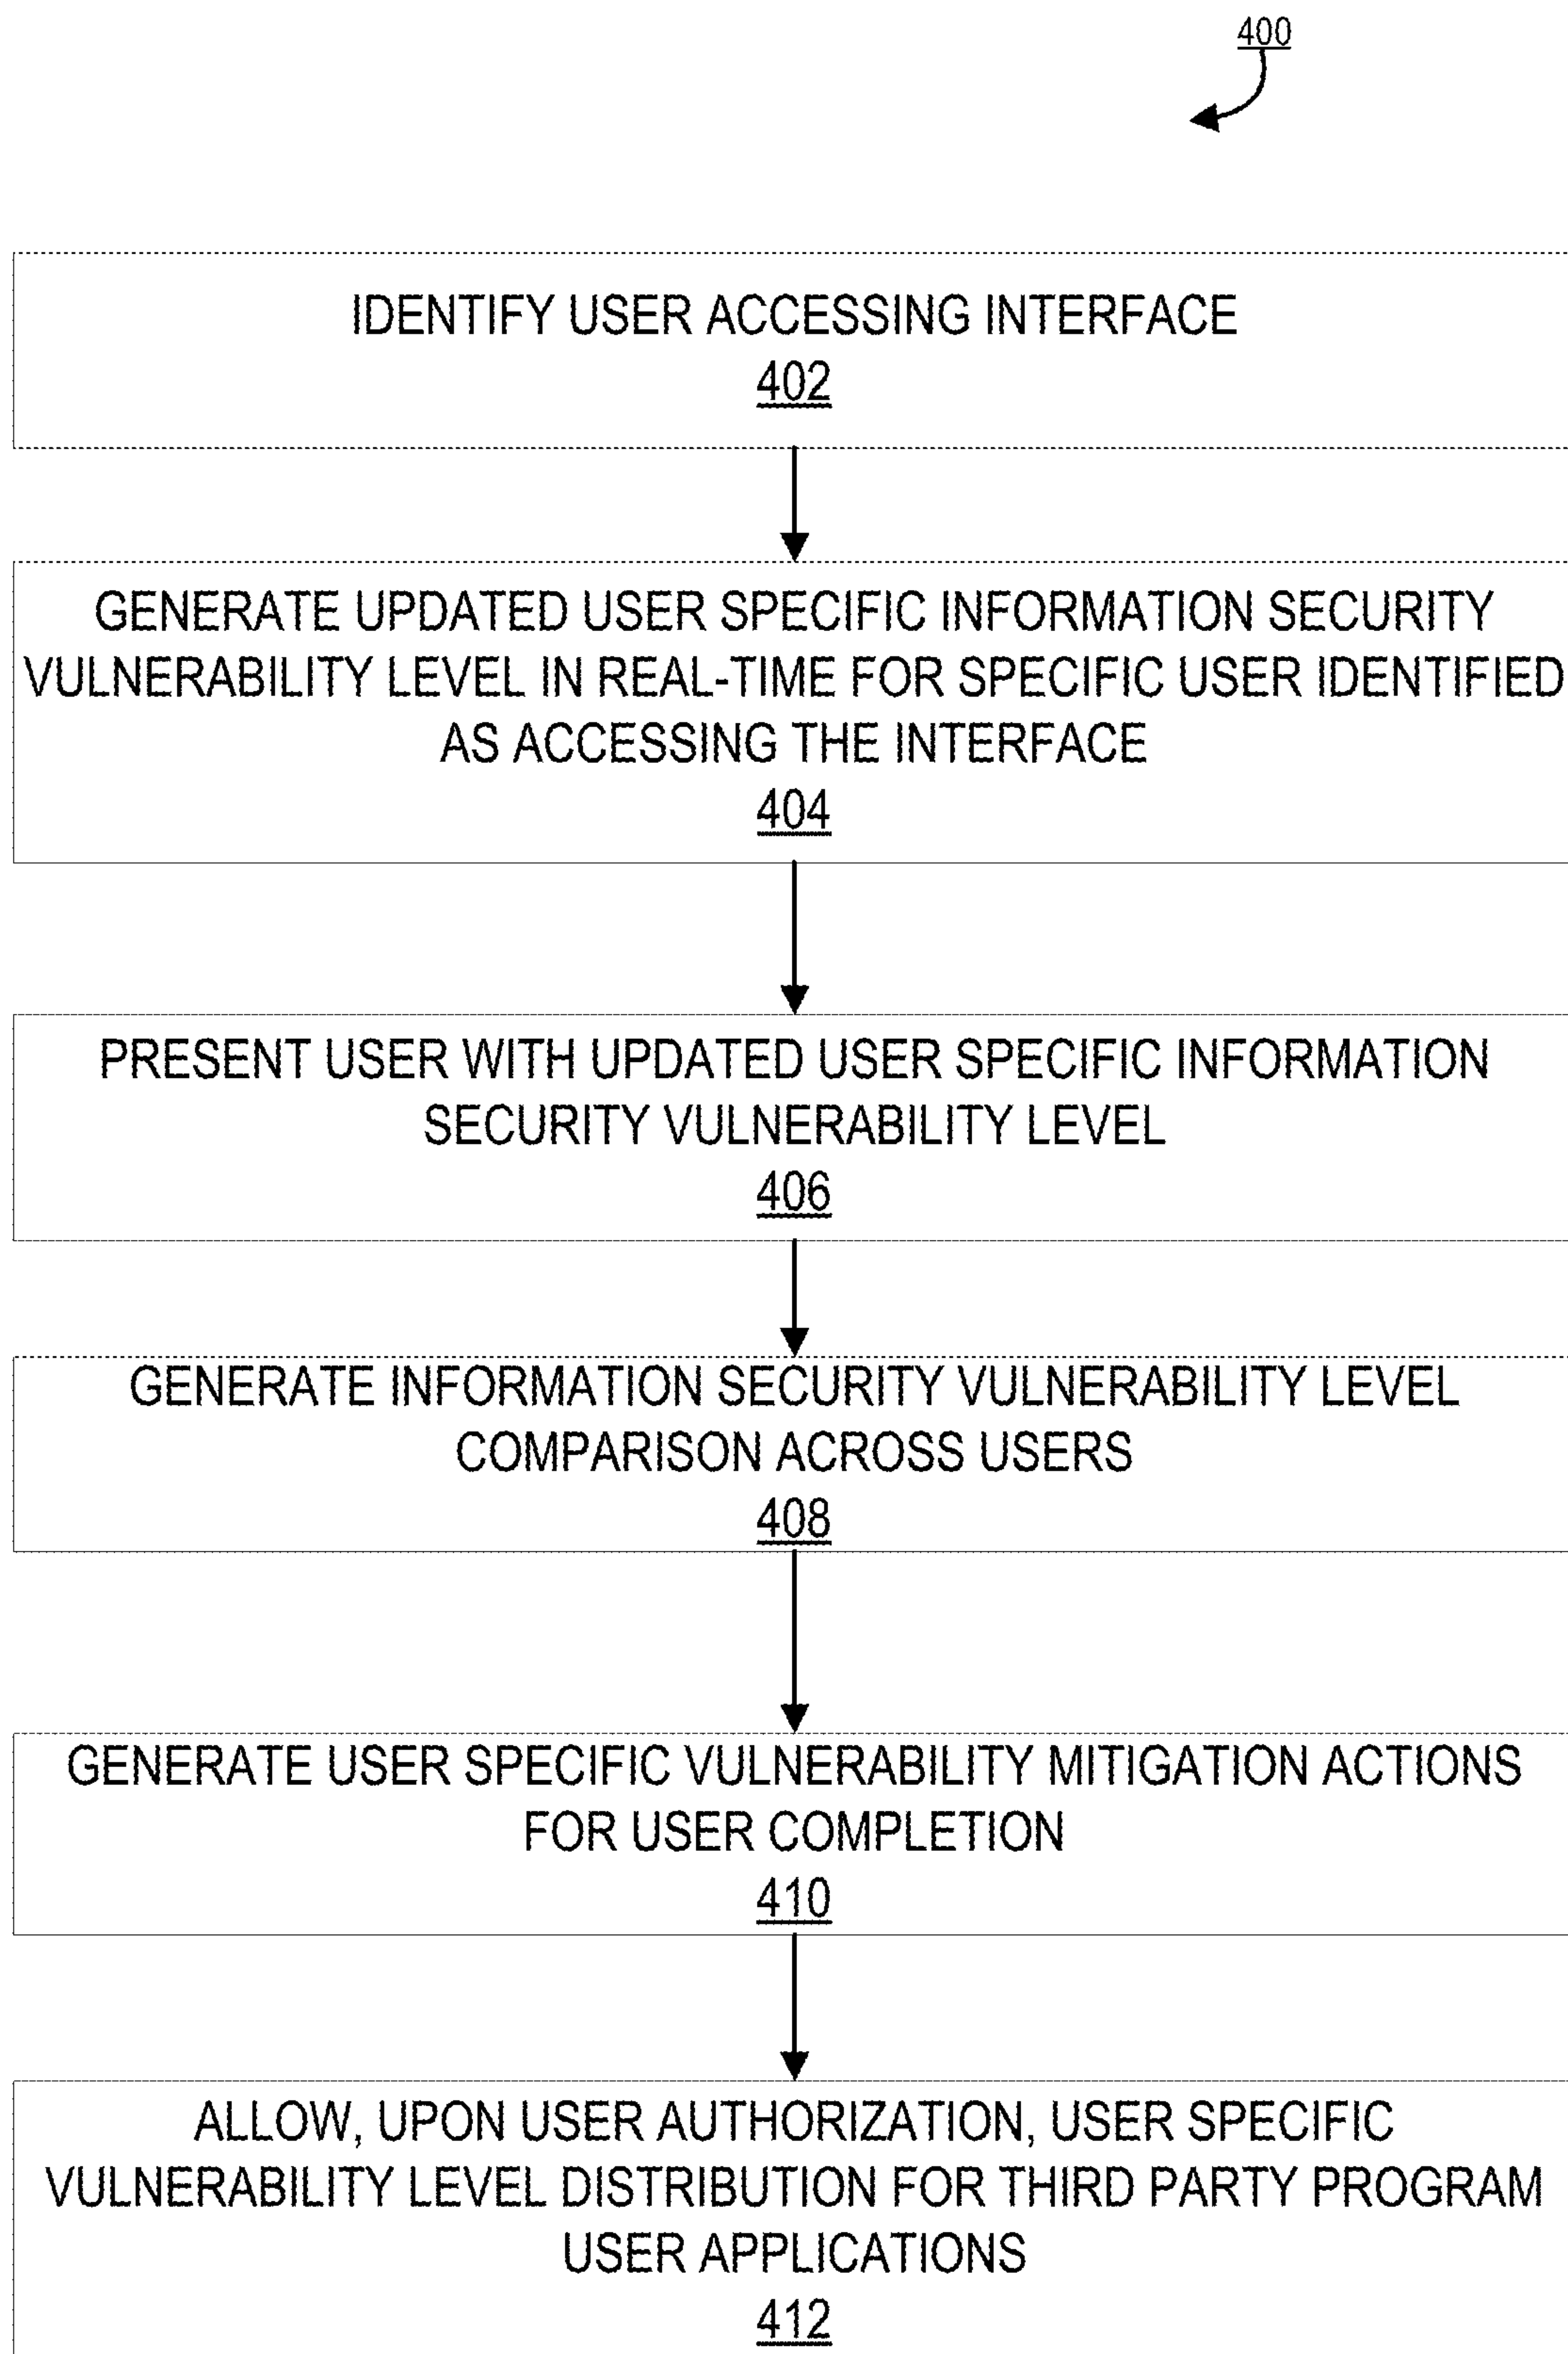 400
IDENTIFY USER ACCESSING INTERFACE
402
GENERATE UPDATED USER SPECIFIC INFORMATION SECURITY
VULNERABILITY LEVEL IN REAL-TIME FOR SPECIFIC USER IDENTIFIED
AS ACCESSING THE INTERFACE
404
PRESENT USER WITH UPDATED USER SPECIFIC INFORMATION
SECURITY VULNERABILITY LEVEL
406
GENERATE INFORMATION SECURITY VULNERABILITY LEVEL
COMPARISON ACROSS USERS
408
GENERATE USER SPECIFIC VULNERABILITY MITIGATION ACTIONS
FOR USER COMPLETION
410
ALLOW, UPON USER AUTHORIZATION, USER SPECIFIC
VULNERABILITY LEVEL DISTRIBUTION FOR THIRD PARTY PROGRAM
USER APPLICATIONS
412